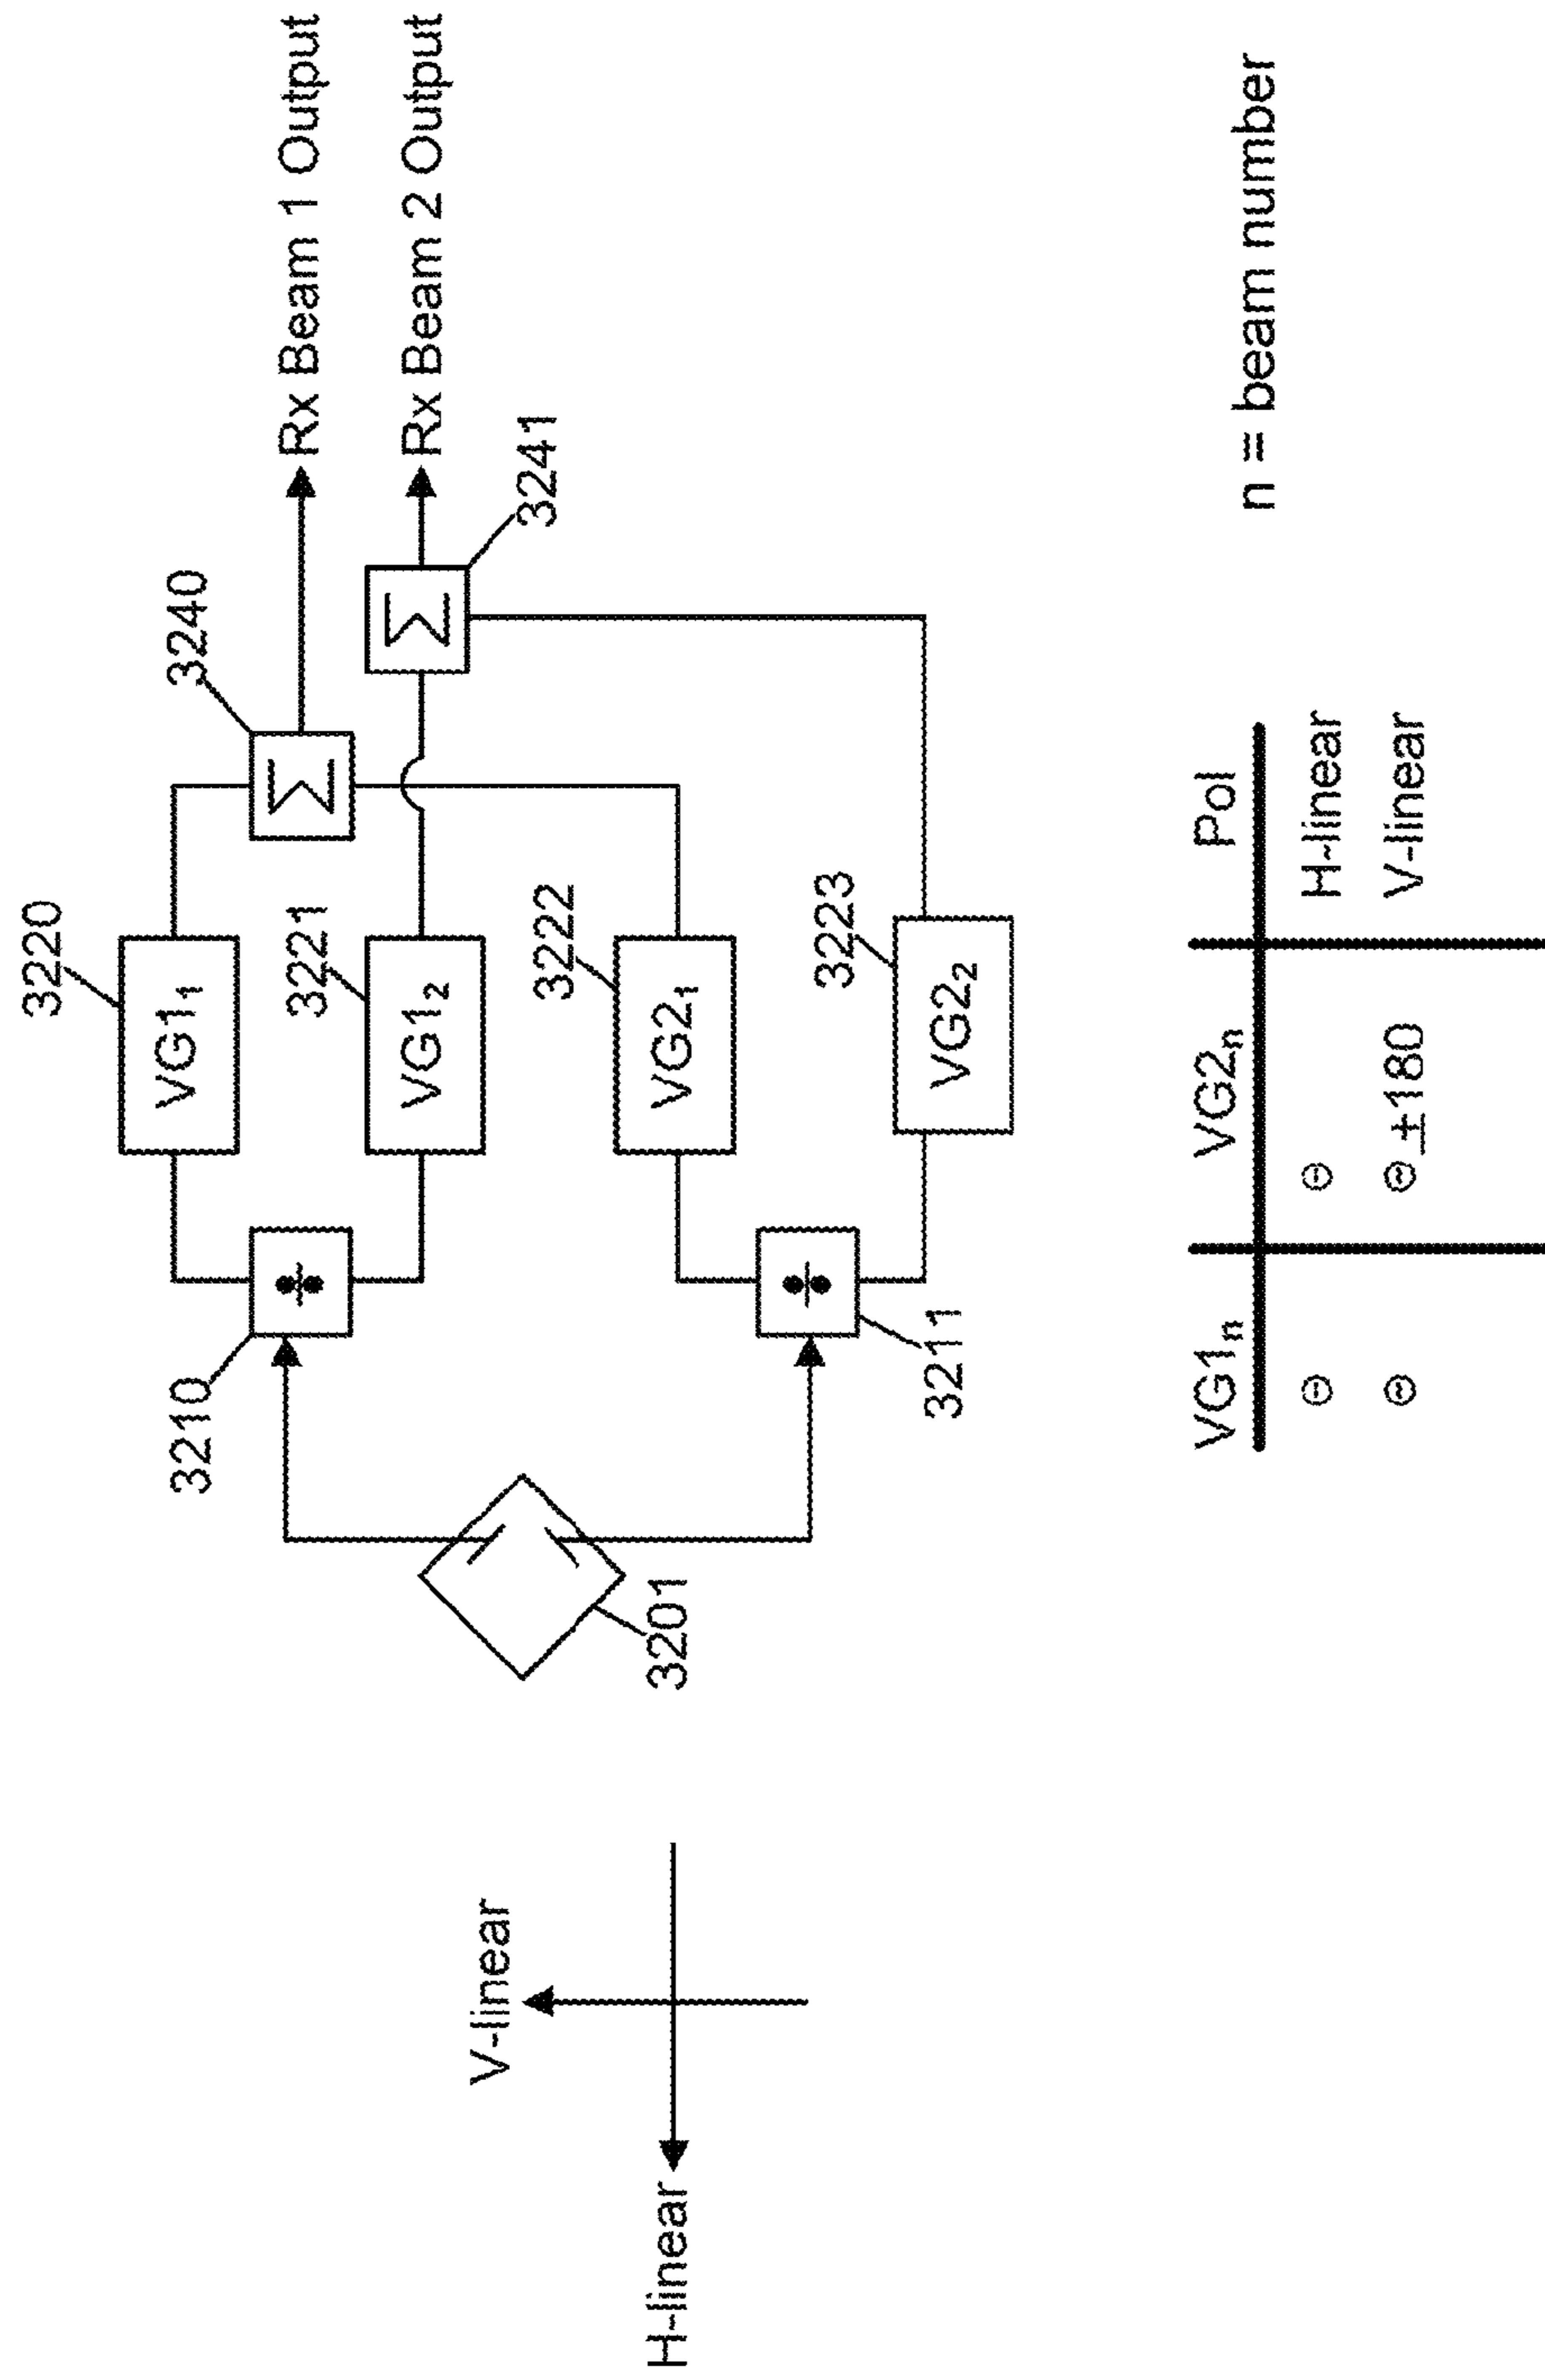 3220
3240
VG1₁
Rx Beam 1 Output
3210
÷
Σ
3221
VG1₂
Rx Beam 2 Output
Σ
3241
V-linear
H-linear
3222
VG2₁
3201
÷
3211
3223
VG2₂
VG1ₙ VG2ₙ Pol
Θ Θ H-linear
Θ Θ ±180 V-linear
n = beam number